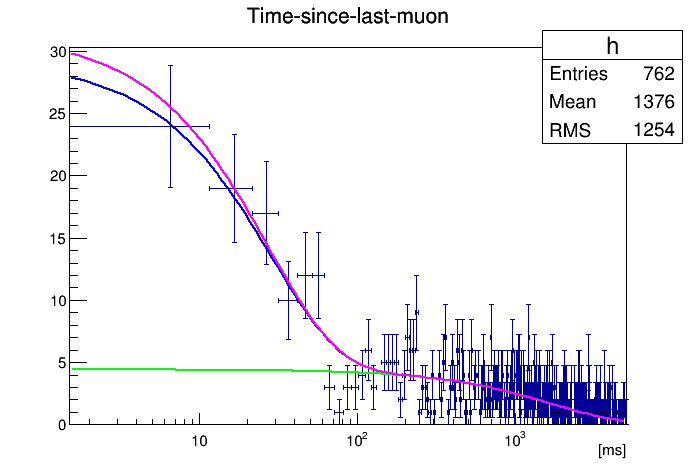 Time-since-last-muon
h
Entries 762
Mean 1376
RMS 1254
30
25
20
15
10
5
0
10 10² 10³
[ms]